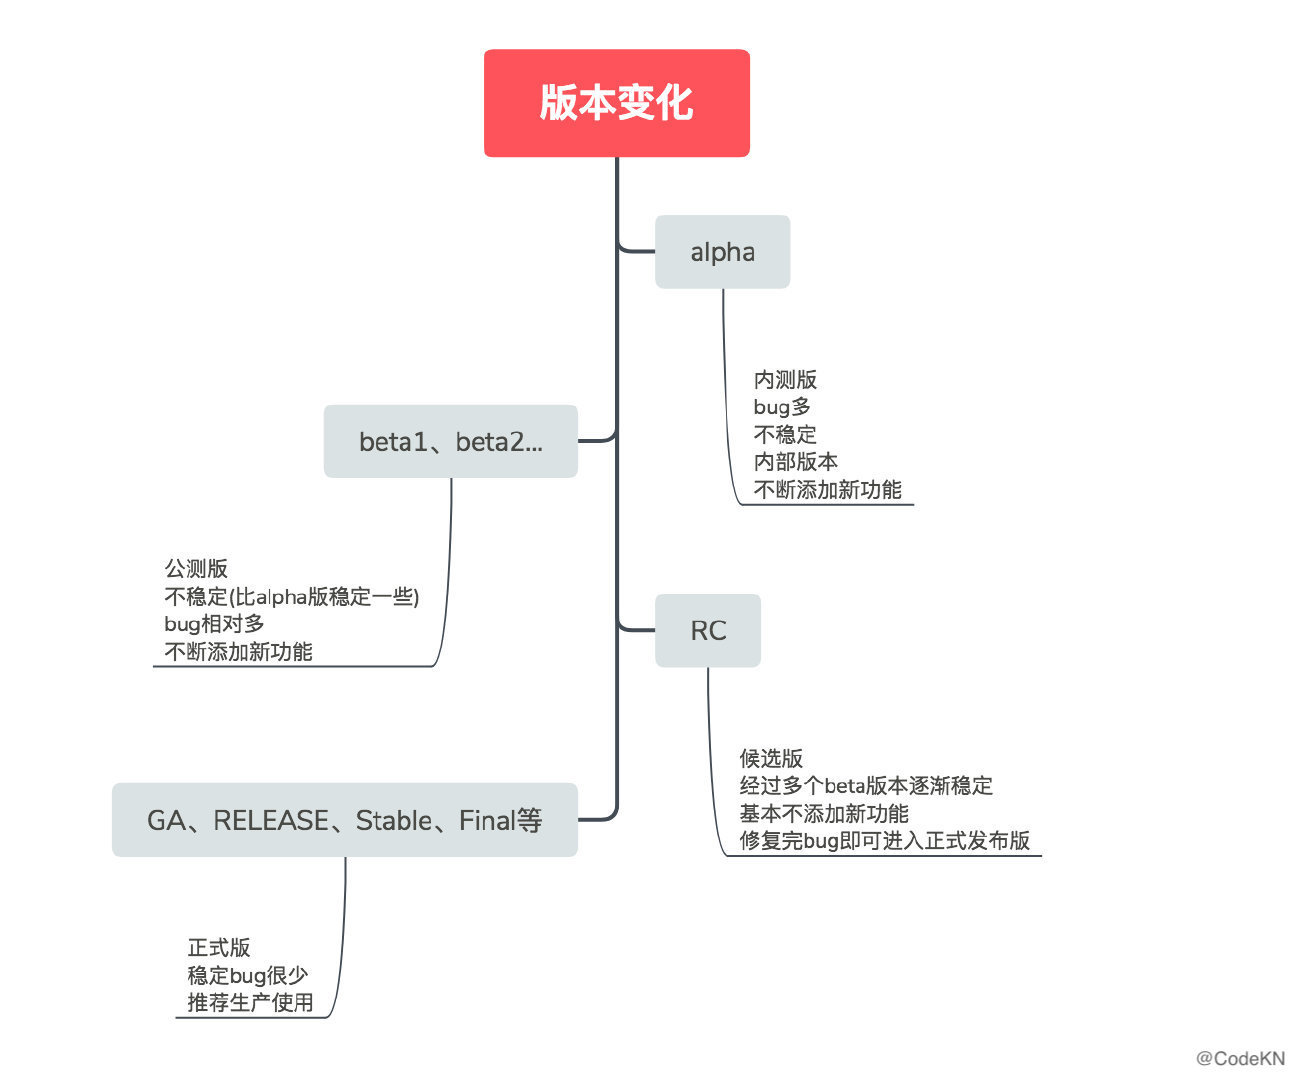 版本变化
alpha
内测版
bug多
不稳定
内部版本
不断添加新功能
beta1、beta2...
公测版
不稳定(比alpha版稳定一些)
bug相对多
不断添加新功能
RC
候选版
经过多个beta版本逐渐稳定
基本不添加新功能
修复完bug即可进入正式发布版
GA、RELEASE、Stable、Final等
正式版
稳定bug很少
推荐生产使用
@CodeKN